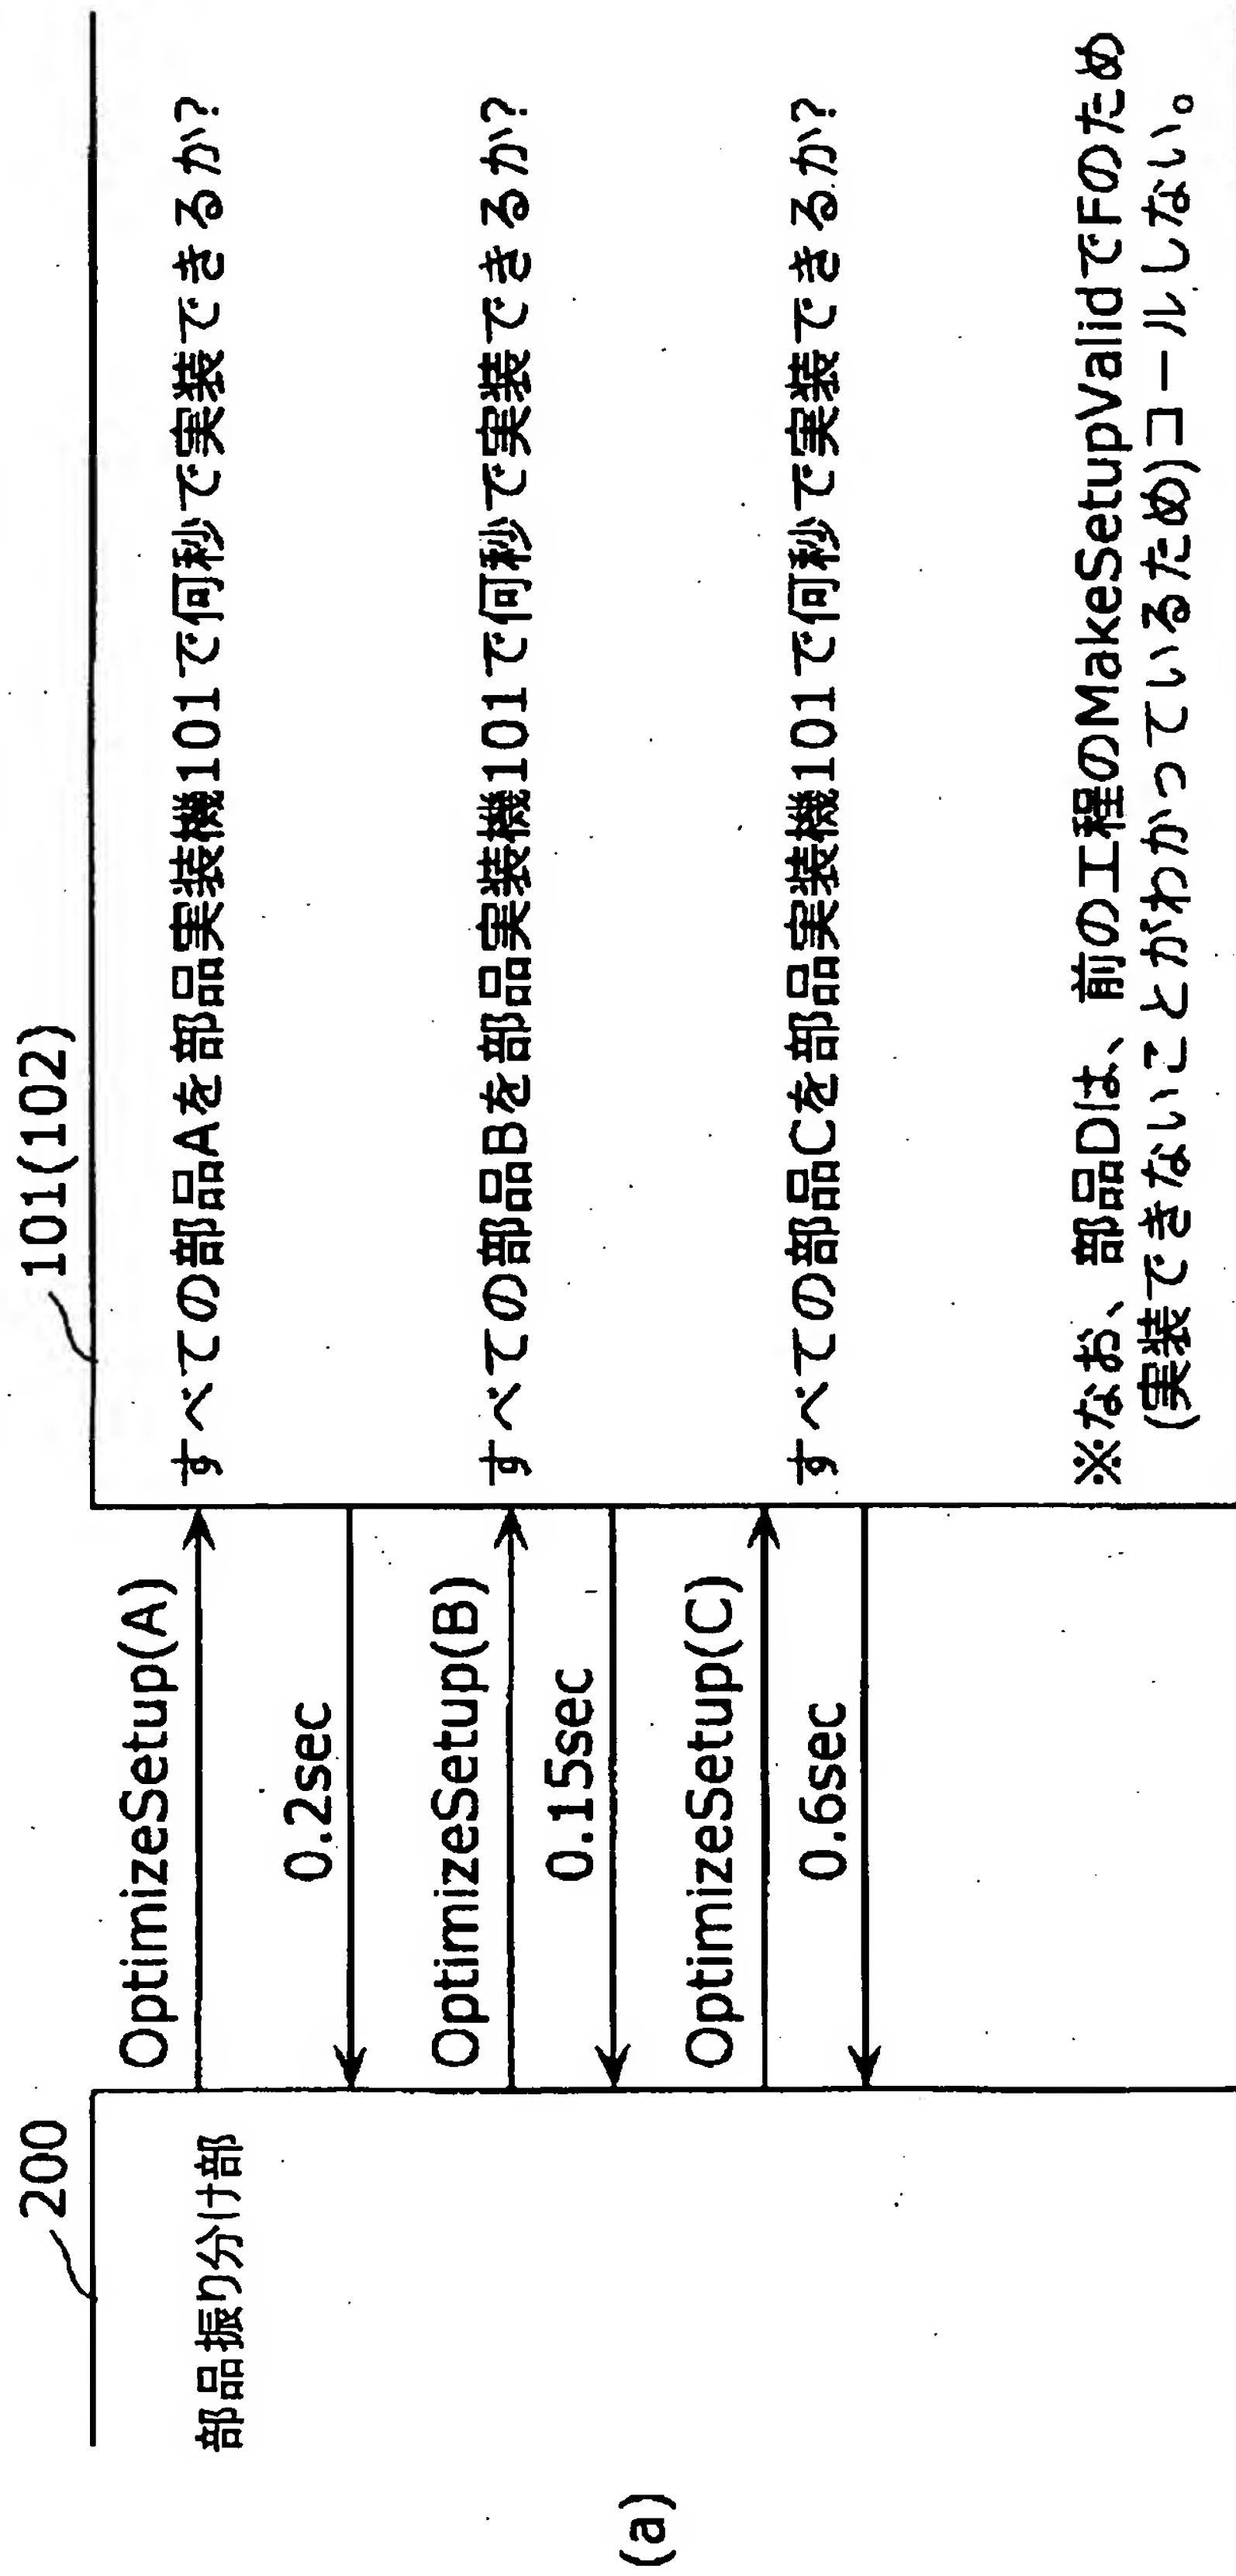 200
101(102)
部品振り分け部
OptimizeSetup(A)
すべての部品Aを部品実装機101で何秒で実装できるか?
0.2sec
OptimizeSetup(B)
すべての部品Bを部品実装機101で何秒で実装できるか?
0.15sec
OptimizeSetup(C)
すべての部品Cを部品実装機101で何秒で実装できるか?
0.6sec
※なお、部品Dは、前の工程のMakeSetupValidでFのため
(実装できないことがわかっているため)コールしない。
(a)